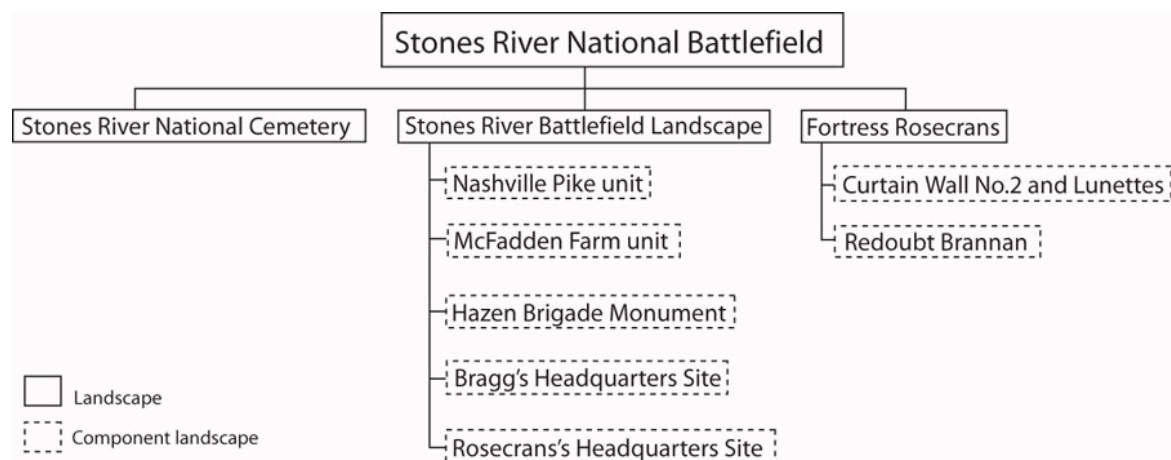 Stones River National Battlefield
Stones River National Cemetery
Stones River Battlefield Landscape
Fortress Rosecrans
Nashville Pike unit
McFadden Farm unit
Hazen Brigade Monument
Bragg's Headquarters Site
Rosecrans's Headquarters Site
Curtain Wall No.2 and Lunettes
Redoubt Brannan
Landscape
Component landscape